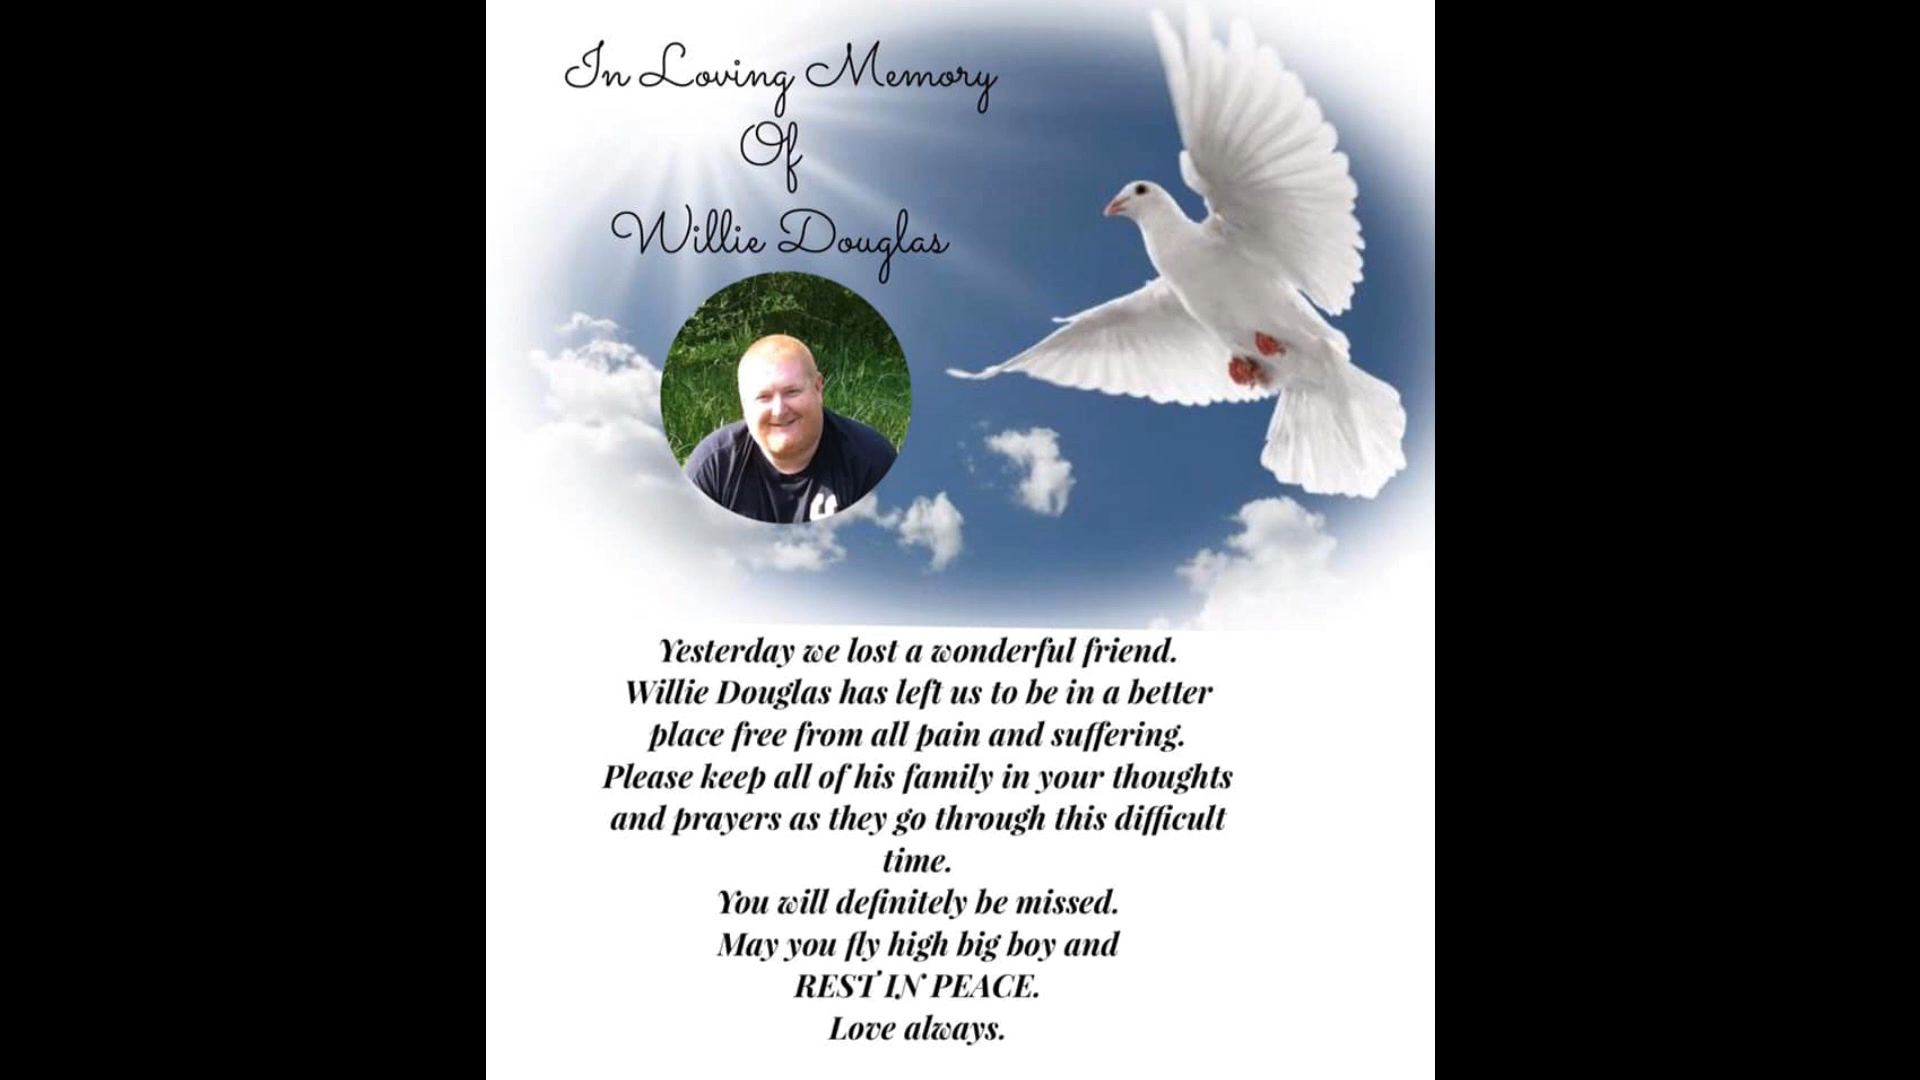 In Loving Memory
Of
Willie Douglas
Yesterday we lost a wonderful friend.
Willie Douglas has left us to be in a better
place free from all pain and suffering.
Please keep all of his family in your thoughts
and prayers as they go through this difficult
time.
You will definitely be missed.
May you fly high big boy and
REST IN PEACE.
Love always.